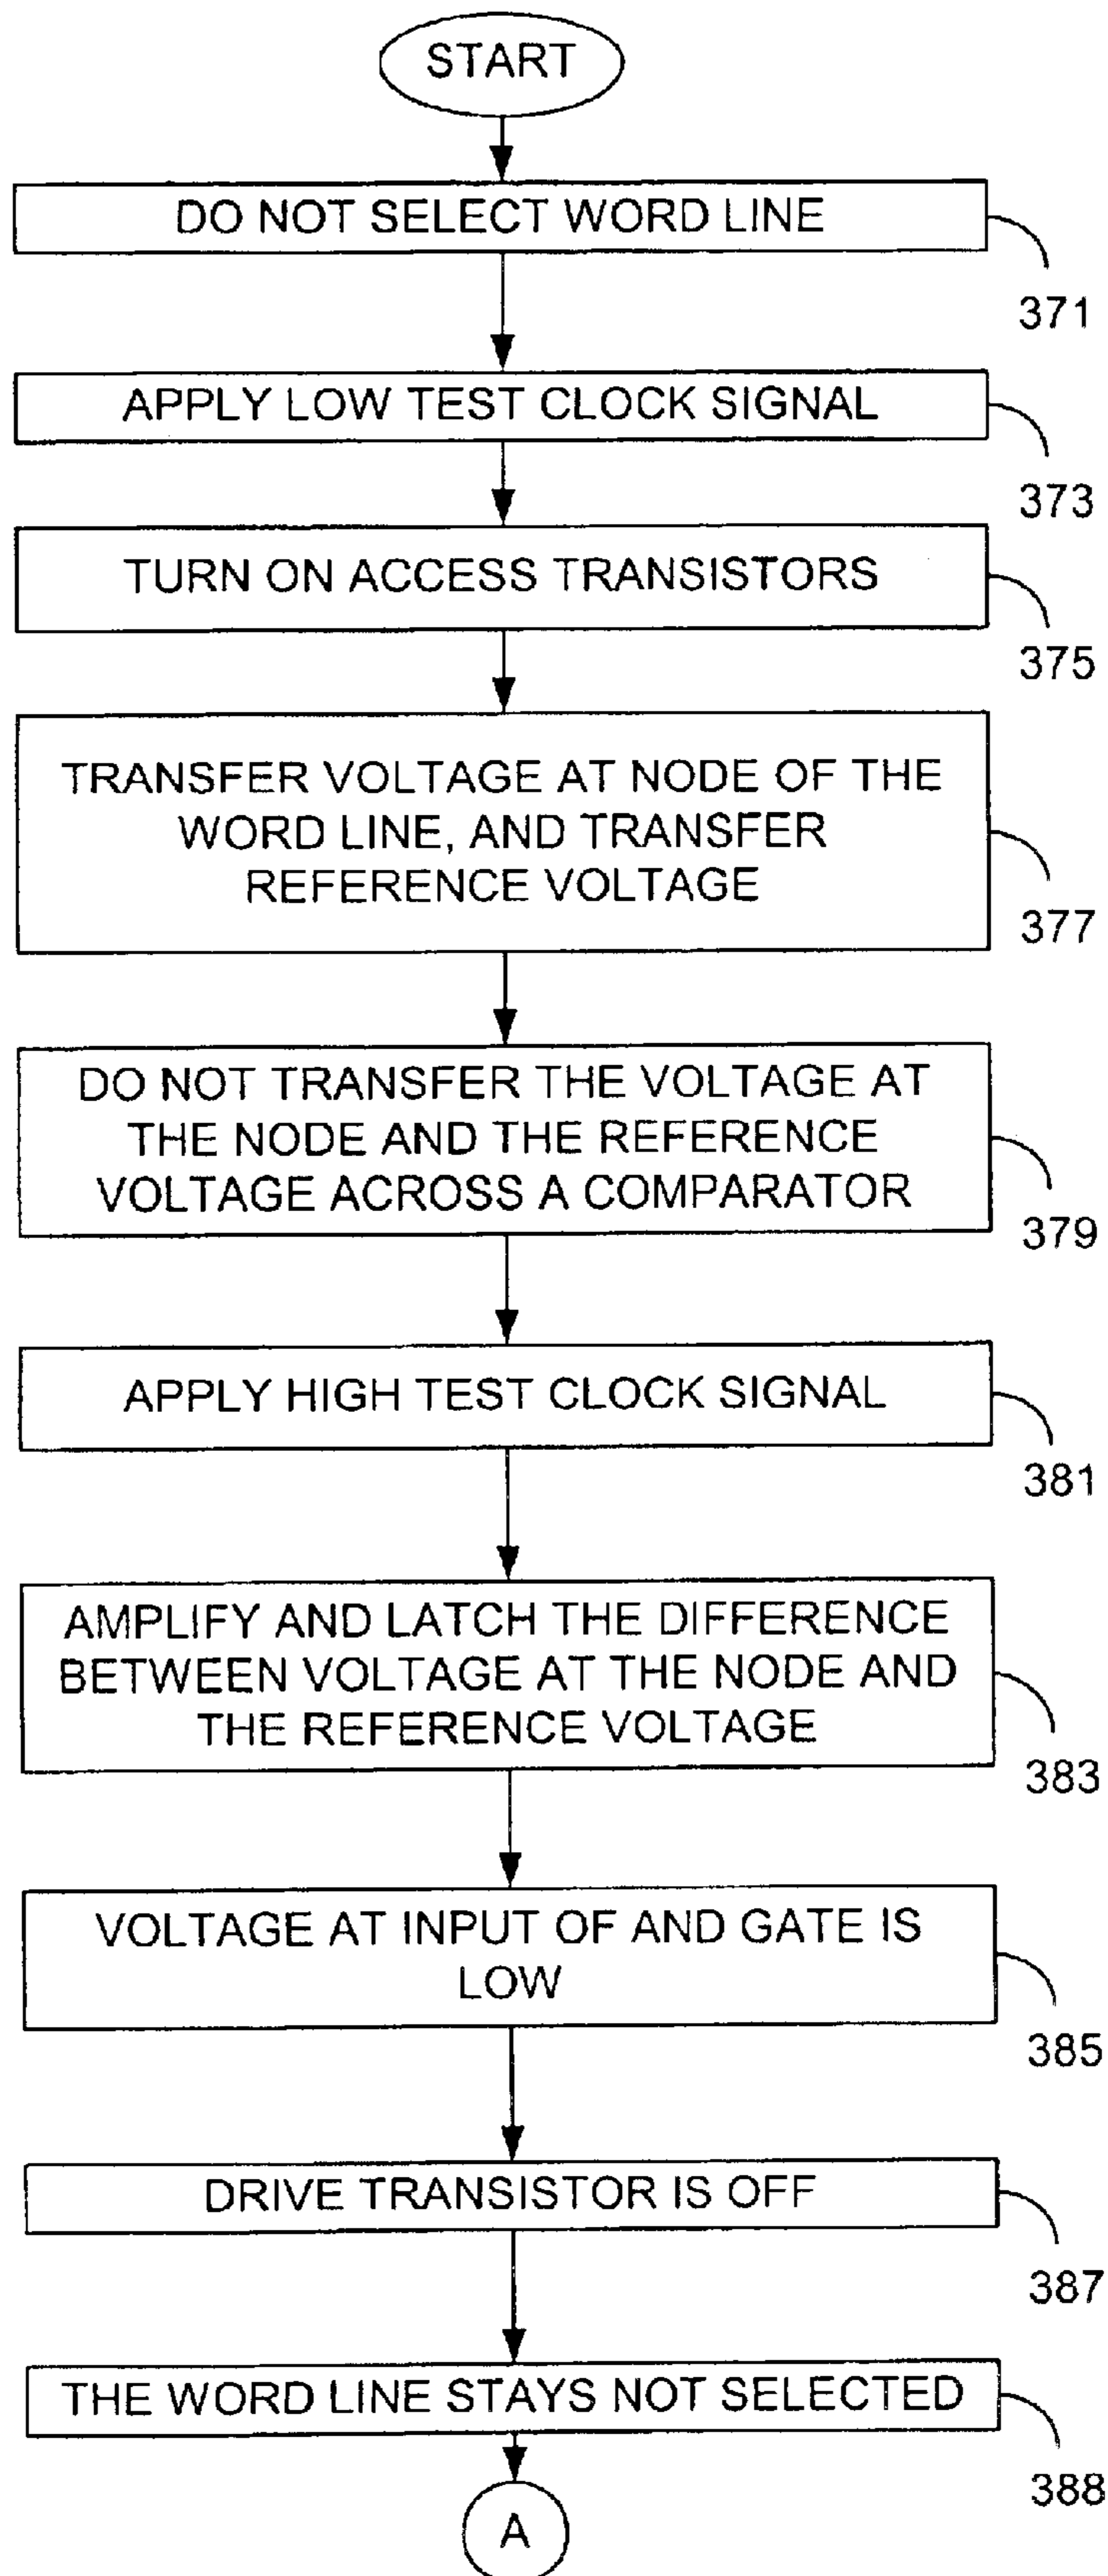 START
DO NOT SELECT WORD LINE
371
APPLY LOW TEST CLOCK SIGNAL
373
TURN ON ACCESS TRANSISTORS
375
TRANSFER VOLTAGE AT NODE OF THE
WORD LINE, AND TRANSFER
REFERENCE VOLTAGE
377
DO NOT TRANSFER THE VOLTAGE AT
THE NODE AND THE REFERENCE
VOLTAGE ACROSS A COMPARATOR
379
APPLY HIGH TEST CLOCK SIGNAL
381
AMPLIFY AND LATCH THE DIFFERENCE
BETWEEN VOLTAGE AT THE NODE AND
THE REFERENCE VOLTAGE
383
VOLTAGE AT INPUT OF AND GATE IS
LOW
385
DRIVE TRANSISTOR IS OFF
387
THE WORD LINE STAYS NOT SELECTED
388
A